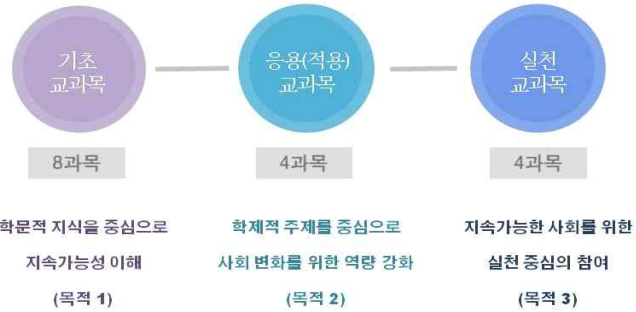 기초
교과목
응용(적용)
교과목
실천
교과목
8과목
4과목
4과목
학문적 지식을 중심으로
지속가능성 이해
(목적 1)
학제적 주제를 중심으로
사회 변화를 위한 역량 강화
(목적 2)
지속가능한 사회를 위한
실천 중심의 참여
(목적 3)